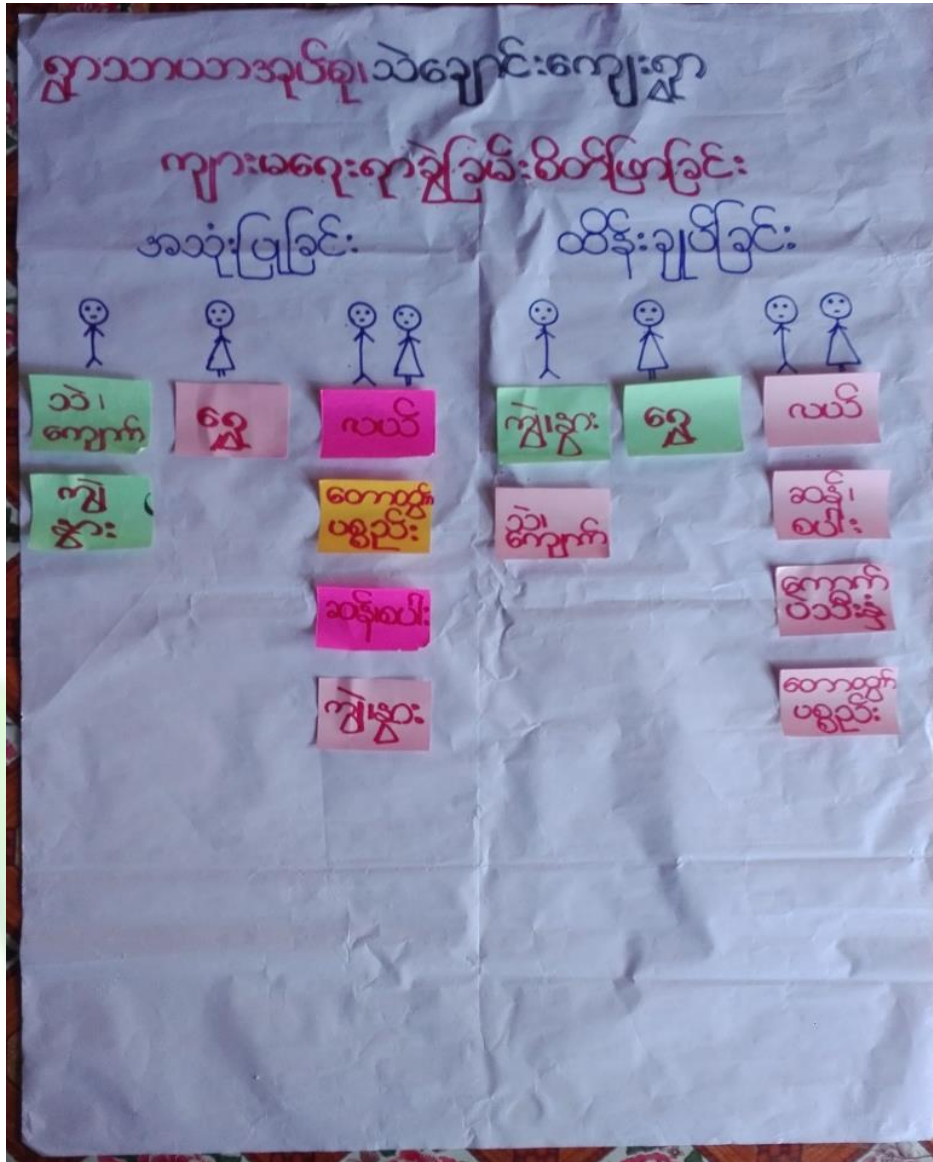 ရွာသာယာအုပ်စု၊ သဲချောင်းကျေးရွာ
ကျားမရေးရာခွဲခြမ်းစိတ်ဖြာခြင်း
အသုံးပြုခြင်း
သဲ၊
ကျောက်
ကျွဲ
နွား
ရွှေ
လယ်
တောထွက်
ပစ္စည်း
ဆန်စပါး
ကျွဲ၊နွား
ထိန်းချုပ်ခြင်း
ကျွဲ၊နွား
သဲ၊
ကျောက်
ရွှေ
လယ်
ဆန်၊
စပါး
ကောက်
ပဲသီးနှံ
တောထွက်
ပစ္စည်း